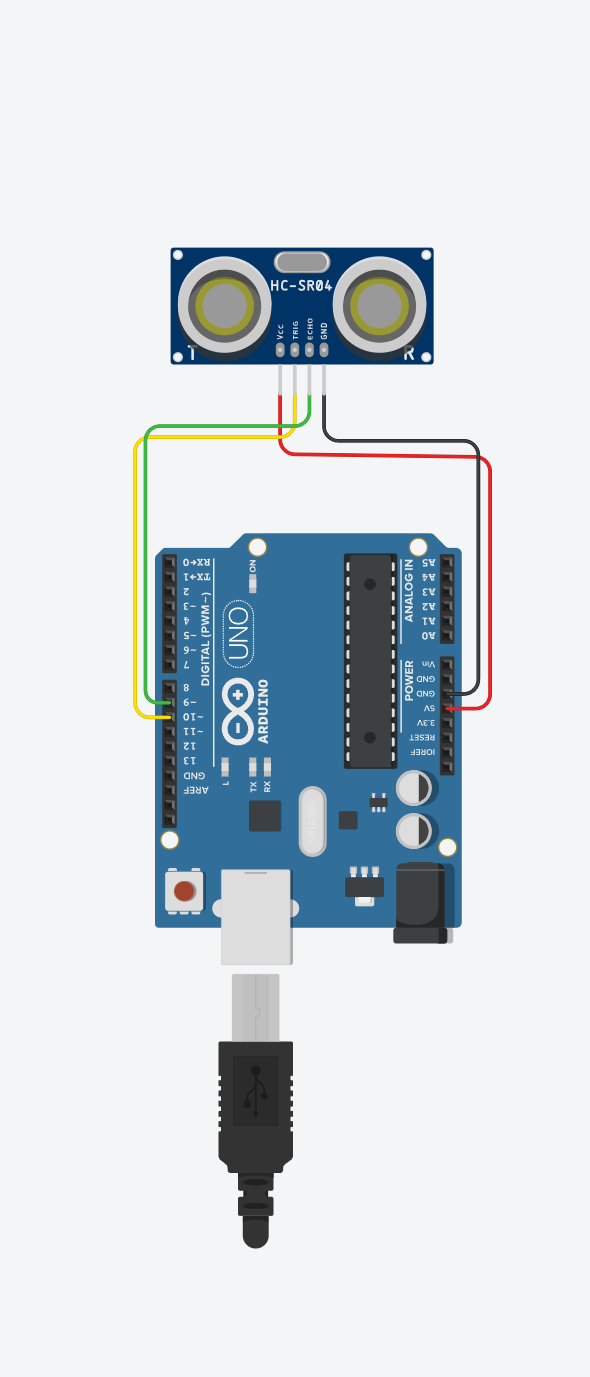 HC-SR04
VCC
TRIG
ECHO
GND
T
R
RX←0
TX→1
2
~3
4
~5
~6
7
8
~9
~10
~11
12
13
GND
AREF
DIGITAL (PWM~)
ON
UNO
ARDUINO
L
TX
RX
ANALOG IN
A5
A4
A3
A2
A1
A0
POWER
Vin
GND
GND
5V
3.3V
RESET
IOREF